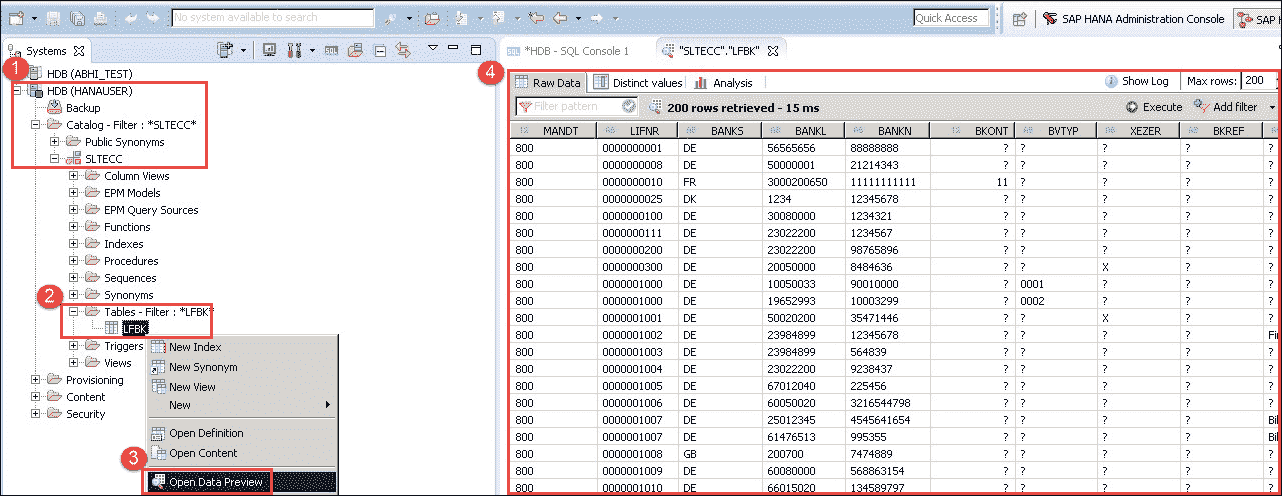 No system available to search
Quick Access
SAP HANA Administration Console
SAP H
Systems
1
HDB (ABHI_TEST)
HDB (HANAUSER)
Backup
Catalog - Filter : *SLTECC*
Public Synonyms
SLTECC
Column Views
EPM Models
EPM Query Sources
Functions
Indexes
Procedures
Sequences
Synonyms
2
Tables - Filter : *LFBK*
LFBK
Triggers
Views
Provisioning
Content
Security
New Index
New Synonym
New View
New
Open Definition
Open Content
3
Open Data Preview
*HDB - SQL Console 1
"SLTECC"."LFBK"
4
Raw Data Distinct values Analysis Show Log Max rows: 200
Filter pattern 200 rows retrieved - 15 ms Execute Add filter
MANDT LIFNR BANKS BANKL BANKN BKONT BVTYP XEZER BKREF
800 0000000001 DE 56565656 88888888 ? ? ? ? ?
800 0000000008 DE 50000001 21214343 ? ? ? ? ?
800 0000000010 FR 3000200650 11111111111 11 ? ? ? ?
800 0000000025 DK 1234 12345678 ? ? ? ? ?
800 0000000100 DE 30000000 1234321 ? ? ? ? ?
800 0000000111 DE 23022200 1234567 ? ? ? ? ?
800 0000000200 DE 23022200 98765896 ? ? ? ? ?
800 0000000300 DE 20050000 8484636 ? ? X ? ?
800 0000001000 DE 10050033 90010000 ? 0001 ? ? ?
800 0000001000 DE 19652993 10003299 ? 0002 ? ? ?
800 0000001001 DE 50020200 35471446 ? ? X ? ?
800 0000001002 DE 23984899 12345678 ? ? ? ? Fir
800 0000001003 DE 23984899 564839 ? ? ? ? ?
800 0000001004 DE 23022200 9238437 ? ? ? ? ?
800 0000001005 DE 67012040 225456 ? ? ? ? ?
800 0000001006 DE 60050020 3216544798 ? ? ? ? ?
800 0000001007 DE 25012345 4545641654 ? ? ? ? Bil
800 0000001007 DE 61476513 995355 ? ? ? ? Bil
800 0000001008 GB 200700 7474889 ? ? ? ? ?
800 0000001009 DE 60080000 568863154 ? ? ? ? ?
800 0000001010 DE 66015020 134589797 ? ? ? ? ?